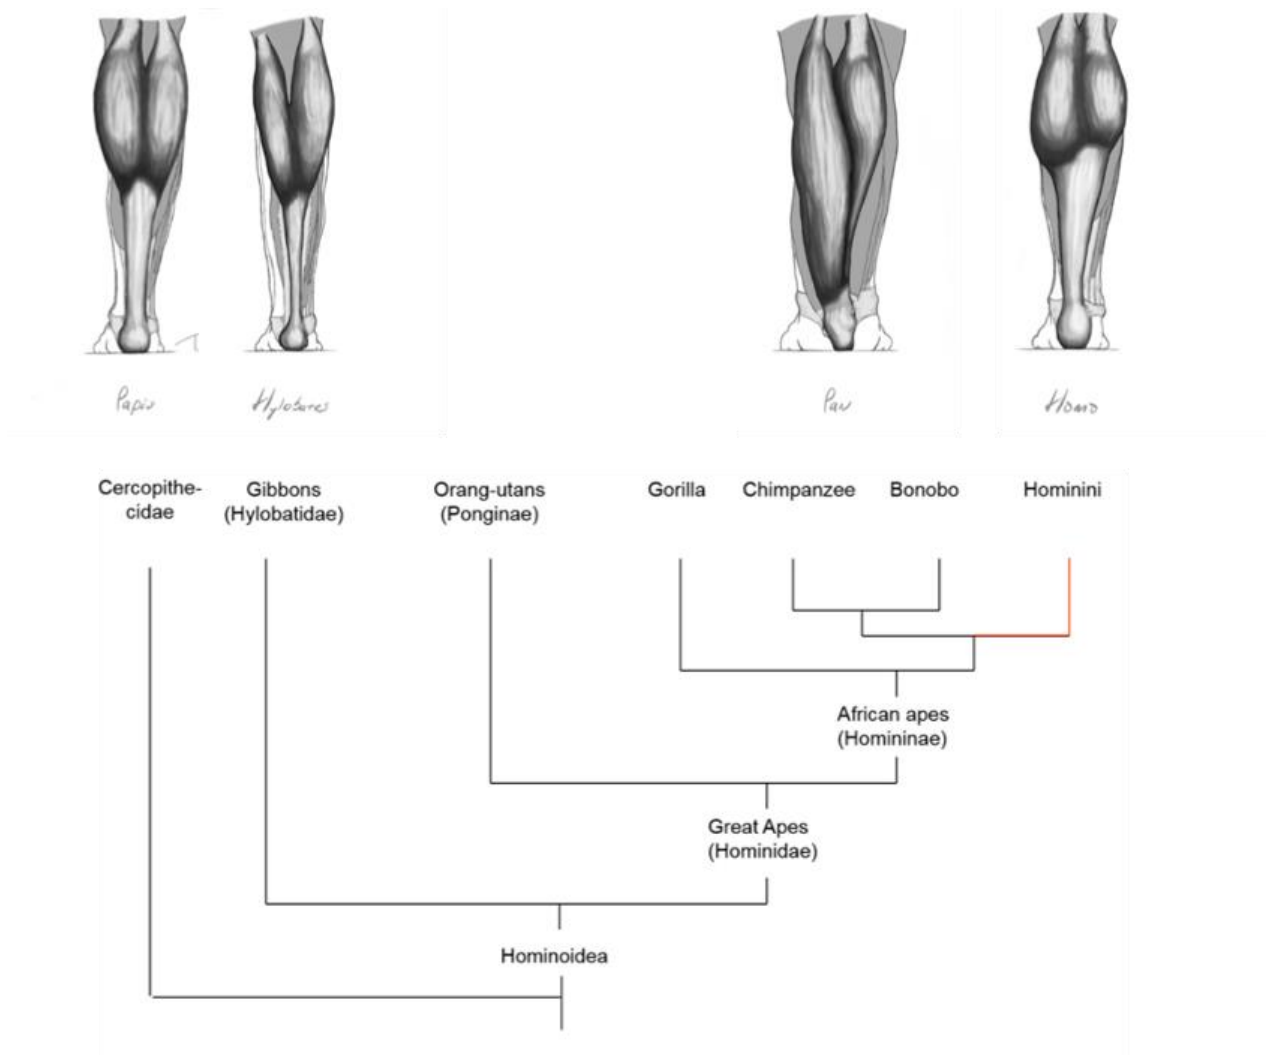 Papio
Hylobates
Pan
Homo
Cercopithe-
cidae
Gibbons
(Hylobatidae)
Orang-utans
(Ponginae)
Gorilla
Chimpanzee
Bonobo
Hominini
African apes
(Homininae)
Great Apes
(Hominidae)
Hominoidea